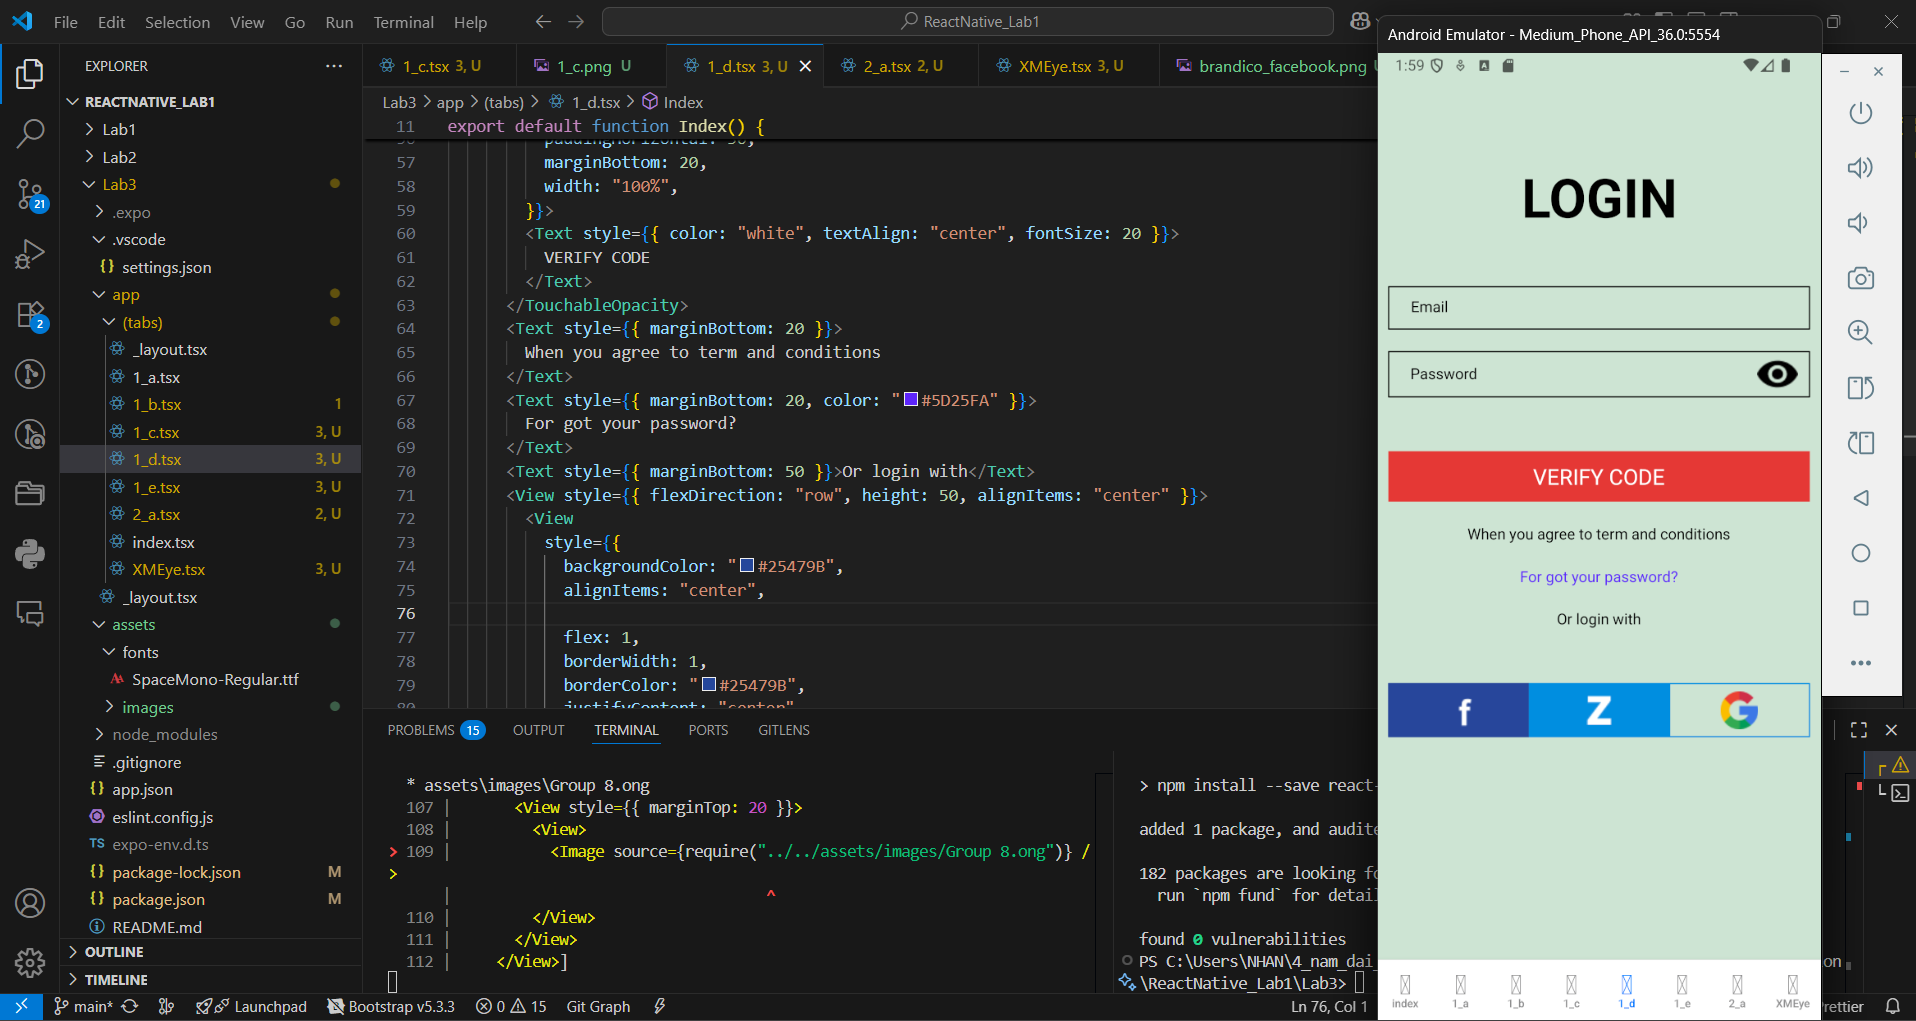 File Edit Selection View Go Run Terminal Help
ReactNative_Lab1
EXPLORER
REACTNATIVE_LAB1
Lab1
Lab2
Lab3
.expo
.vscode
settings.json
app
(tabs)
_layout.tsx
1_a.tsx
1_b.tsx 1
1_c.tsx 3, U
1_d.tsx 3, U
1_e.tsx 3, U
2_a.tsx 2, U
index.tsx
XMEye.tsx 3, U
_layout.tsx
assets
fonts
SpaceMono-Regular.ttf
images
node_modules
.gitignore
app.json
eslint.config.js
TS expo-env.d.ts
package-lock.json M
package.json M
README.md
OUTLINE
TIMELINE
21
2
1_c.tsx 3, U
1_c.png U
1_d.tsx 3, U
2_a.tsx 2, U
XMEye.tsx 3, U
brandico_facebook.png
Lab3 > app > (tabs) > 1_d.tsx > Index
11 export default function Index() {
57 marginBottom: 20,
58 width: "100%",
59 }}>
60 <Text style={{ color: "white", textAlign: "center", fontSize: 20 }}>
61 VERIFY CODE
62 </Text>
63 </TouchableOpacity>
64 <Text style={{ marginBottom: 20 }}>
65 When you agree to term and conditions
66 </Text>
67 <Text style={{ marginBottom: 20, color: "#5D25FA" }}>
68 For got your password?
69 </Text>
70 <Text style={{ marginBottom: 50 }}>Or login with</Text>
71 <View style={{ flexDirection: "row", height: 50, alignItems: "center" }}>
72 <View
73 style={{
74 backgroundColor: "#25479B",
75 alignItems: "center",
76
77 flex: 1,
78 borderWidth: 1,
79 borderColor: "#25479B",
PROBLEMS 15 OUTPUT TERMINAL PORTS GITLENS
* assets\images\Group 8.ong
107 | <View style={{ marginTop: 20 }}>
108 | <View>
> 109 | <Image source={require("../../assets/images/Group 8.ong")} /
>
| ^
110 | </View>
111 | </View>
112 | </View>]
> npm install --save react-
added 1 package, and audite
182 packages are looking fo
run `npm fund` for detail
found 0 vulnerabilities
PS C:\Users\NHAN\4_nam_dai_
\ReactNative_Lab1\Lab3>
on
main* Launchpad Bootstrap v5.3.3 0 15 Git Graph Ln 76, Col 1 rettier
Android Emulator - Medium_Phone_API_36.0:5554
1:59
LOGIN
Email
Password
VERIFY CODE
When you agree to term and conditions
For got your password?
Or login with
f Z G
index 1_a 1_b 1_c 1_d 1_e 2_a XMEye